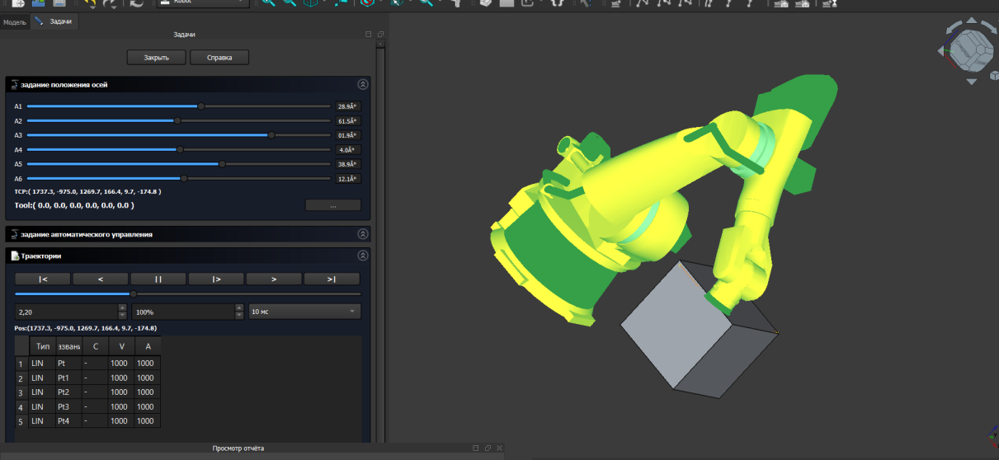 Robot
Модель
Задачи
Задачи
Закрыть
Справка
задание положения осей
A1 28.9Â°
A2 61.5Â°
A3 01.9Â°
A4 4.0Â°
A5 38.9Â°
A6 12.1Â°
TCP:( 1737.3, -975.0, 1269.7, 166.4, 9.7, -174.8 )
Tool:( 0.0, 0.0, 0.0, 0.0, 0.0, 0.0 )
...
задание автоматического управления
Траектории
|< < || |> > >|
2,20 100% 10 мс
Pos:(1737.3, -975.0, 1269.7, 166.4, 9.7, -174.8)
Тип азвани C V A
1 LIN Pt - 1000 1000
2 LIN Pt1 - 1000 1000
3 LIN Pt2 - 1000 1000
4 LIN Pt3 - 1000 1000
5 LIN Pt4 - 1000 1000
Просмотр отчёта